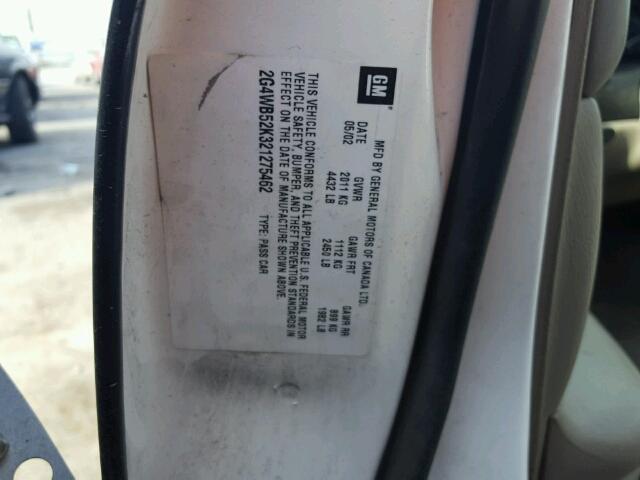 GM
MFD BY GENERAL MOTORS OF CANADA LTD.
DATE GVWR GAWR FRT GAWR RR
05/02 2011 KG 1112 KG 899 KG
4432 LB 2450 LB 1982 LB
THIS VEHICLE CONFORMS TO ALL APPLICABLE U.S. FEDERAL MOTOR
VEHICLE SAFETY, BUMPER, AND THEFT PREVENTION STANDARDS IN
EFFECT ON THE DATE OF MANUFACTURE SHOWN ABOVE.
2G4WB52K321275462 TYPE: PASS CAR